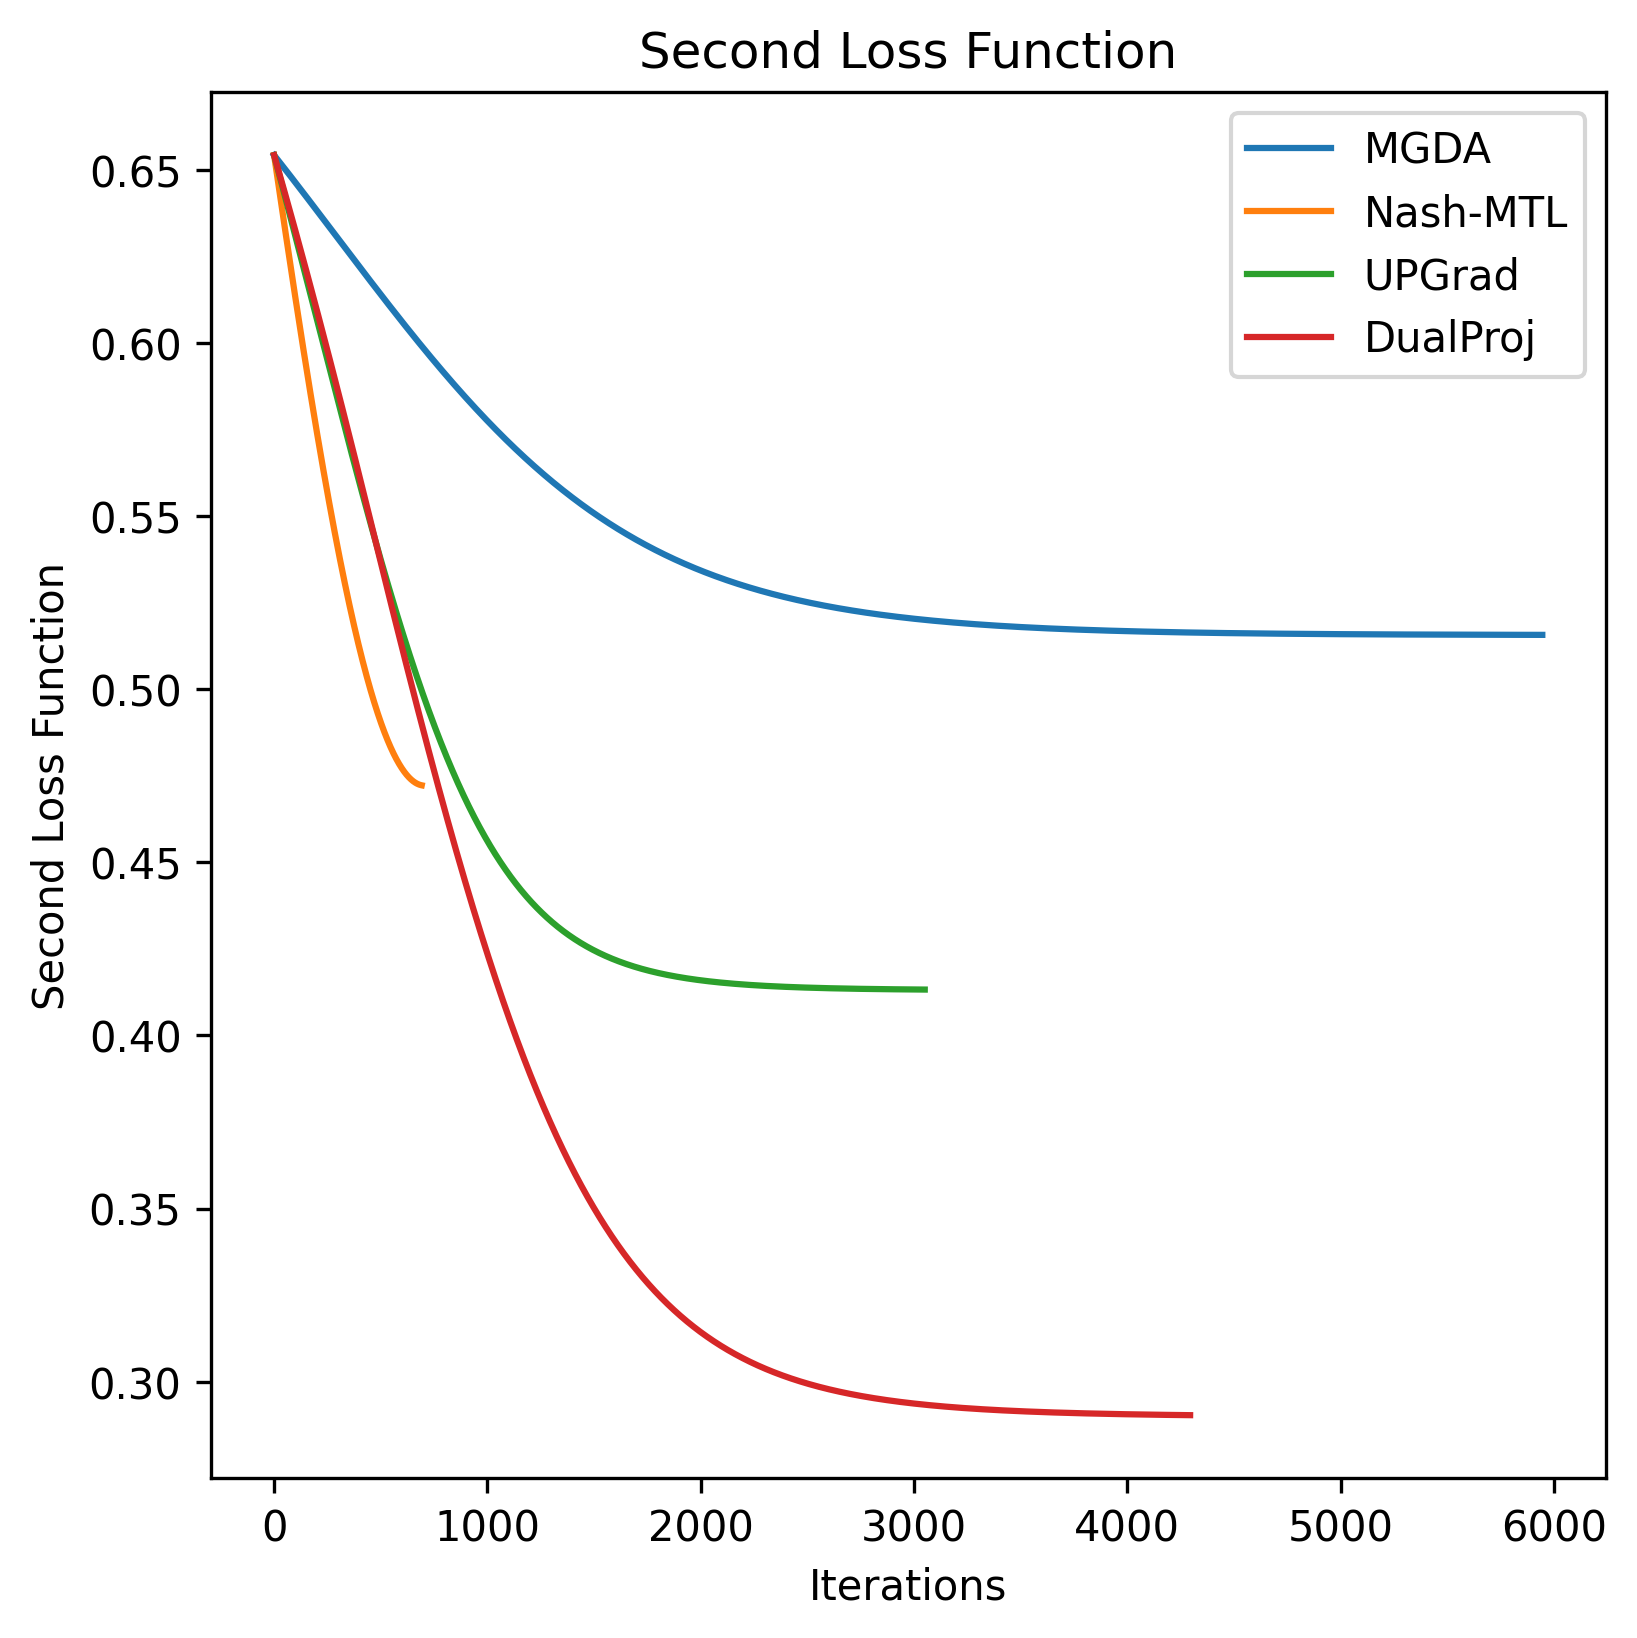 Second Loss Function
MGDA
Nash-MTL
UPGrad
DualProj
Second Loss Function
0.65
0.60
0.55
0.50
0.45
0.40
0.35
0.30
0 1000 2000 3000 4000 5000 6000
Iterations